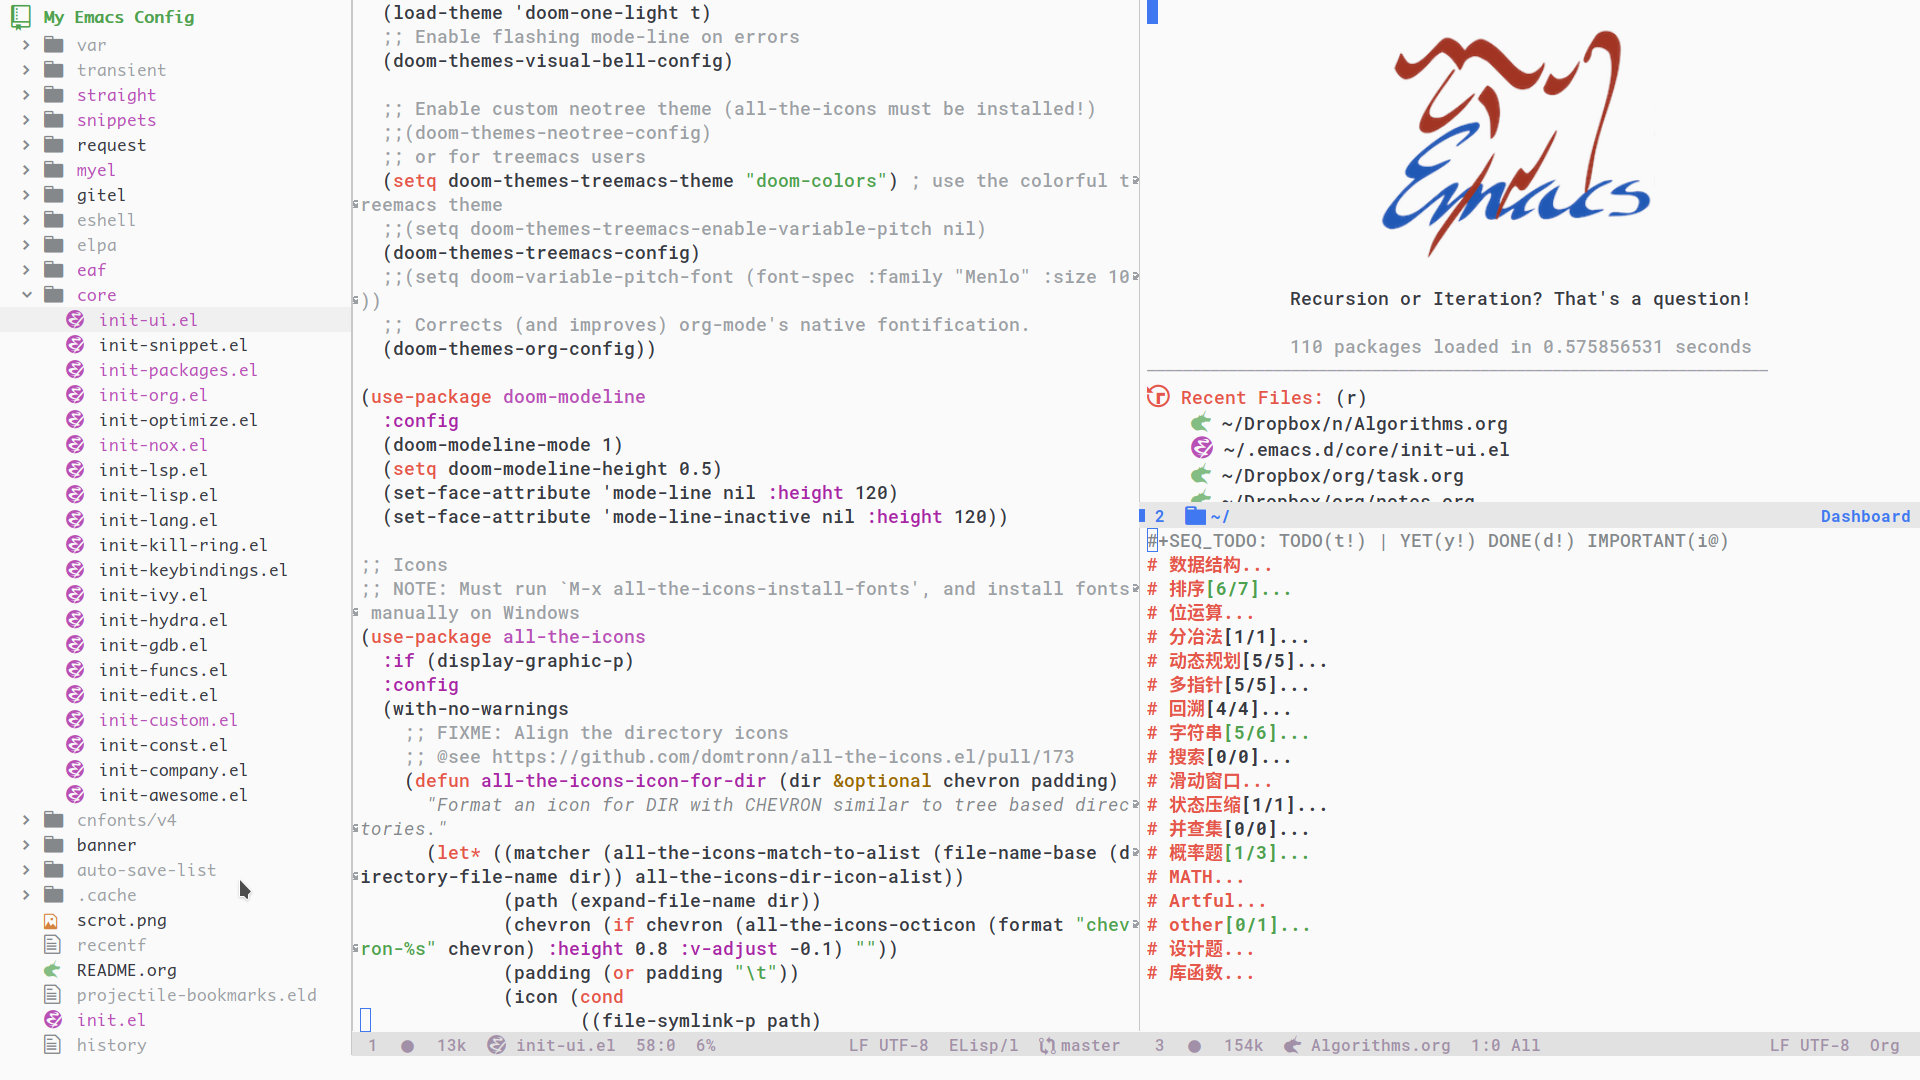 My Emacs Config
var
transient
straight
snippets
request
myel
gitel
eshell
elpa
eaf
core
init-ui.el
init-snippet.el
init-packages.el
init-org.el
init-optimize.el
init-nox.el
init-lsp.el
init-lisp.el
init-lang.el
init-kill-ring.el
init-keybindings.el
init-ivy.el
init-hydra.el
init-gdb.el
init-funcs.el
init-edit.el
init-custom.el
init-const.el
init-company.el
init-awesome.el
cnfonts/v4
banner
auto-save-list
.cache
scrot.png
recentf
README.org
projectile-bookmarks.eld
init.el
history
(load-theme 'doom-one-light t)
;; Enable flashing mode-line on errors
(doom-themes-visual-bell-config)
;; Enable custom neotree theme (all-the-icons must be installed!)
;;(doom-themes-neotree-config)
;; or for treemacs users
(setq doom-themes-treemacs-theme "doom-colors") ; use the colorful t
reemacs theme
;;(setq doom-themes-treemacs-enable-variable-pitch nil)
(doom-themes-treemacs-config)
;;(setq doom-variable-pitch-font (font-spec :family "Menlo" :size 10
))
;; Corrects (and improves) org-mode's native fontification.
(doom-themes-org-config))
(use-package doom-modeline
:config
(doom-modeline-mode 1)
(setq doom-modeline-height 0.5)
(set-face-attribute 'mode-line nil :height 120)
(set-face-attribute 'mode-line-inactive nil :height 120))
;; Icons
;; NOTE: Must run `M-x all-the-icons-install-fonts', and install fonts
manually on Windows
(use-package all-the-icons
:if (display-graphic-p)
:config
(with-no-warnings
;; FIXME: Align the directory icons
;; @see https://github.com/domtronn/all-the-icons.el/pull/173
(defun all-the-icons-icon-for-dir (dir &optional chevron padding)
"Format an icon for DIR with CHEVRON similar to tree based direc
tories."
(let* ((matcher (all-the-icons-match-to-alist (file-name-base (d
irectory-file-name dir)) all-the-icons-dir-icon-alist))
(path (expand-file-name dir))
(chevron (if chevron (all-the-icons-octicon (format "chev
ron-%s" chevron) :height 0.8 :v-adjust -0.1) ""))
(padding (or padding "\t"))
(icon (cond
((file-symlink-p path)
1 13k init-ui.el 58:0 6% LF UTF-8 ELisp/l master
Emacs
Recursion or Iteration? That's a question!
110 packages loaded in 0.575856531 seconds
Recent Files: (r)
~/Dropbox/n/Algorithms.org
~/.emacs.d/core/init-ui.el
~/Dropbox/org/task.org
~/Dropbox/org/notes.org
2 ~/ Dashboard
#+SEQ_TODO: TODO(t!) | YET(y!) DONE(d!) IMPORTANT(i@)
# 数据结构...
# 排序[6/7]...
# 位运算...
# 分冶法[1/1]...
# 动态规划[5/5]...
# 多指针[5/5]...
# 回溯[4/4]...
# 字符串[5/6]...
# 搜索[0/0]...
# 滑动窗口...
# 状态压缩[1/1]...
# 并查集[0/0]...
# 概率题[1/3]...
# MATH...
# Artful...
# other[0/1]...
# 设计题...
# 库函数...
3 154k Algorithms.org 1:0 All LF UTF-8 Org